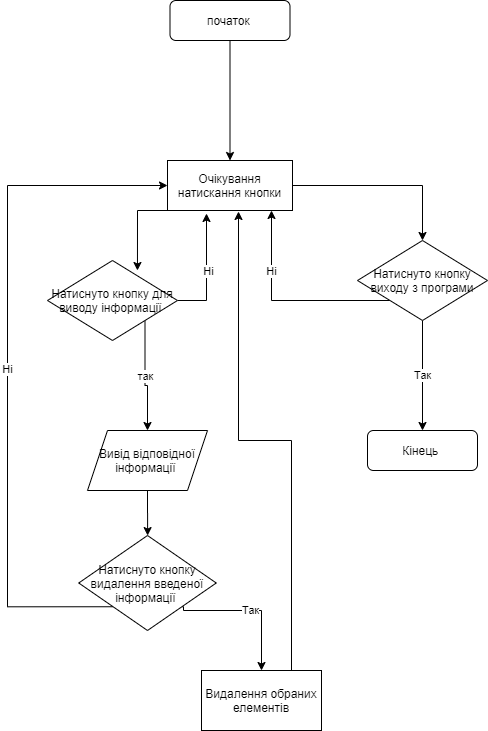 початок
Очікування
натискання кнопки
Ні
Ні
Натиснуто кнопку для
виводу інформації
Натиснуто кнопку
виходу з програми
Ні
так
Так
Вивід відповідної
інформації
Кінець
Натиснуто кнопку
видалення введеної
інформації
Так
Видалення обраних
елементів